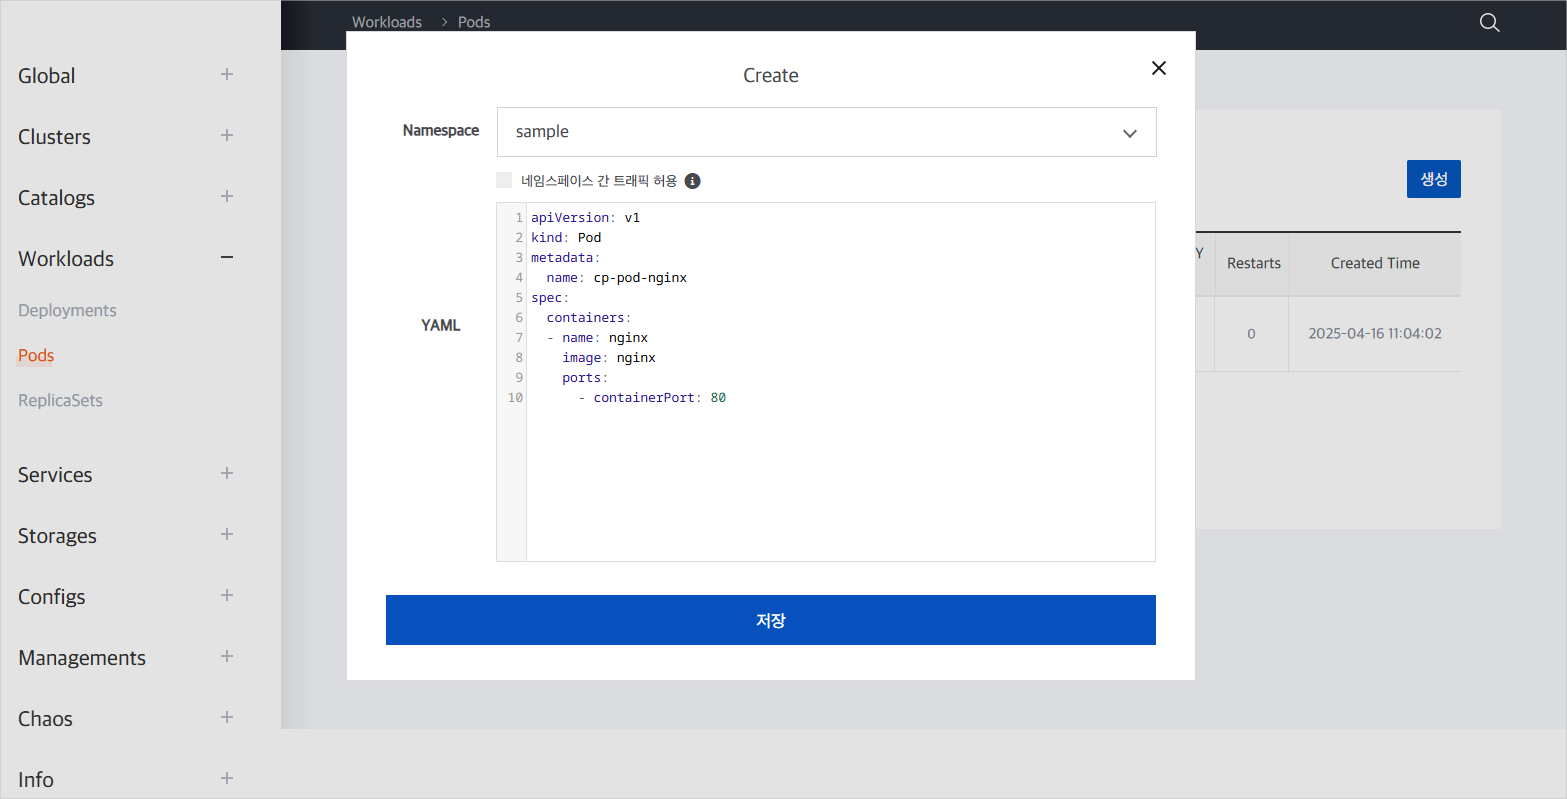 Workloads > Pods
Global
Clusters
Catalogs
Workloads
Deployments
Pods
ReplicaSets
Services
Storages
Configs
Managements
Chaos
Info
Create
Namespace
sample
네임스페이스 간 트래픽 허용
YAML
1 apiVersion: v1
2 kind: Pod
3 metadata:
4   name: cp-pod-nginx
5 spec:
6   containers:
7   - name: nginx
8     image: nginx
9     ports:
10       - containerPort: 80
저장
생성
Y Restarts Created Time
0 2025-04-16 11:04:02